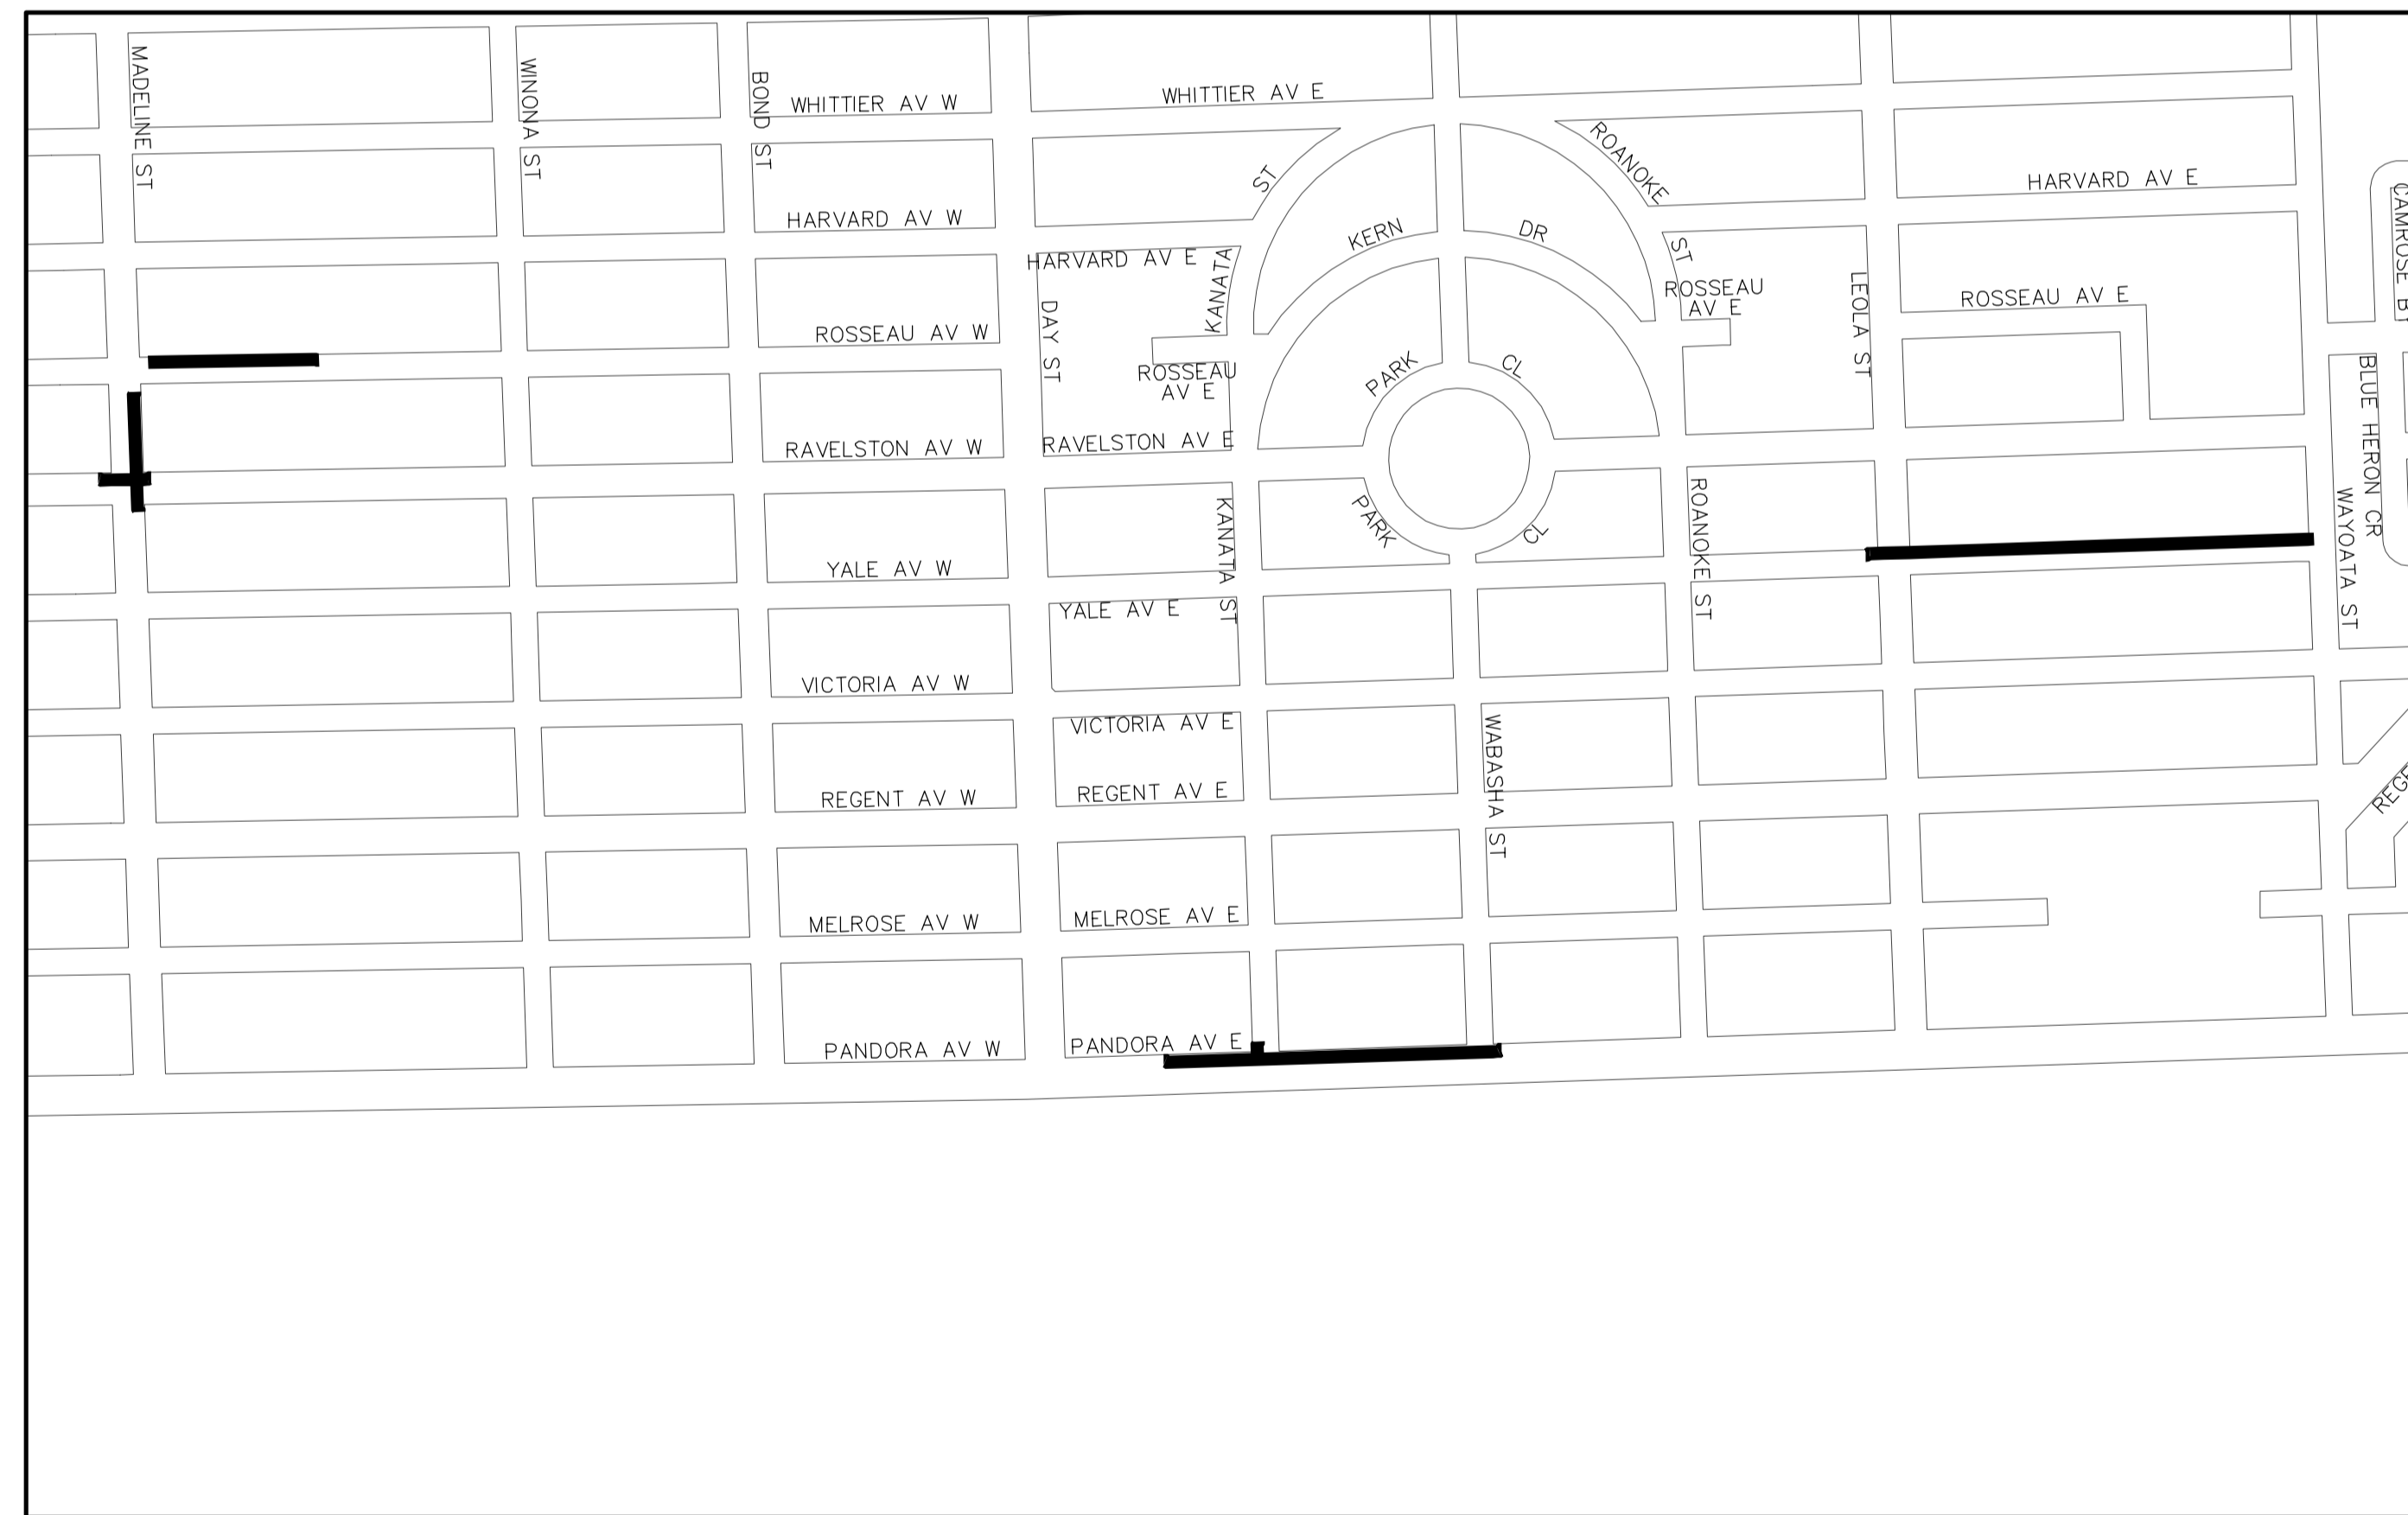 MADELINE ST
WINONA ST
BOND ST
WHITTIER AV W
WHITTIER AV E
ROANOKE
ST
HARVARD AV E
HARVARD AV W
KERN
DR
HARVARD AV E
KANATA
ST
ROSSEAU
AV E
LEOLA ST
ROSSEAU AV E
DAY ST
ROSSEAU AV W
ROSSEAU
AV E
PARK
CL
BLUE HERON CR
RAVELSTON AV W
RAVELSTON AV E
KANATA ST
PARK
CL
ROANOKE ST
WAYOATA ST
YALE AV W
YALE AV E
VICTORIA AV W
VICTORIA AV E
WABASHA ST
REGENT AV W
REGENT AV E
MELROSE AV W
MELROSE AV E
PANDORA AV W
PANDORA AV E
CAMROSE